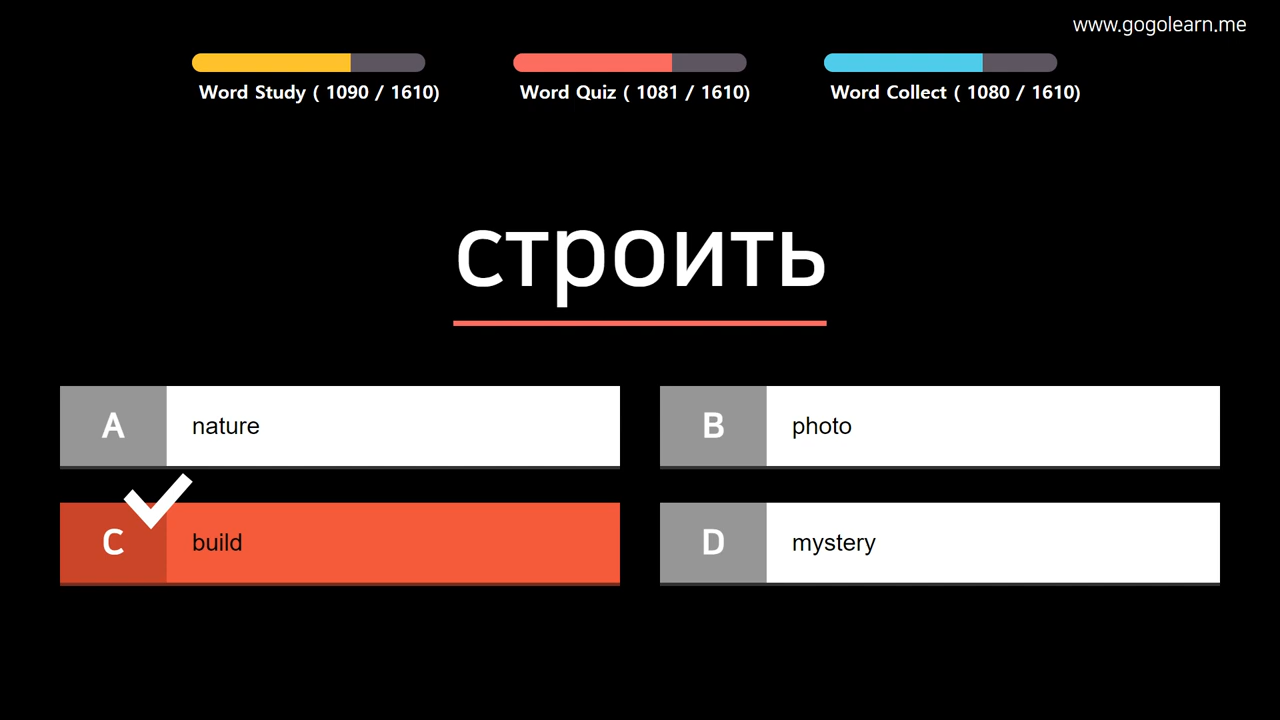 www.gogolearn.me
Word Study ( 1090 / 1610)
Word Quiz ( 1081 / 1610)
Word Collect ( 1080 / 1610)
строить
A nature
B photo
C build
D mystery